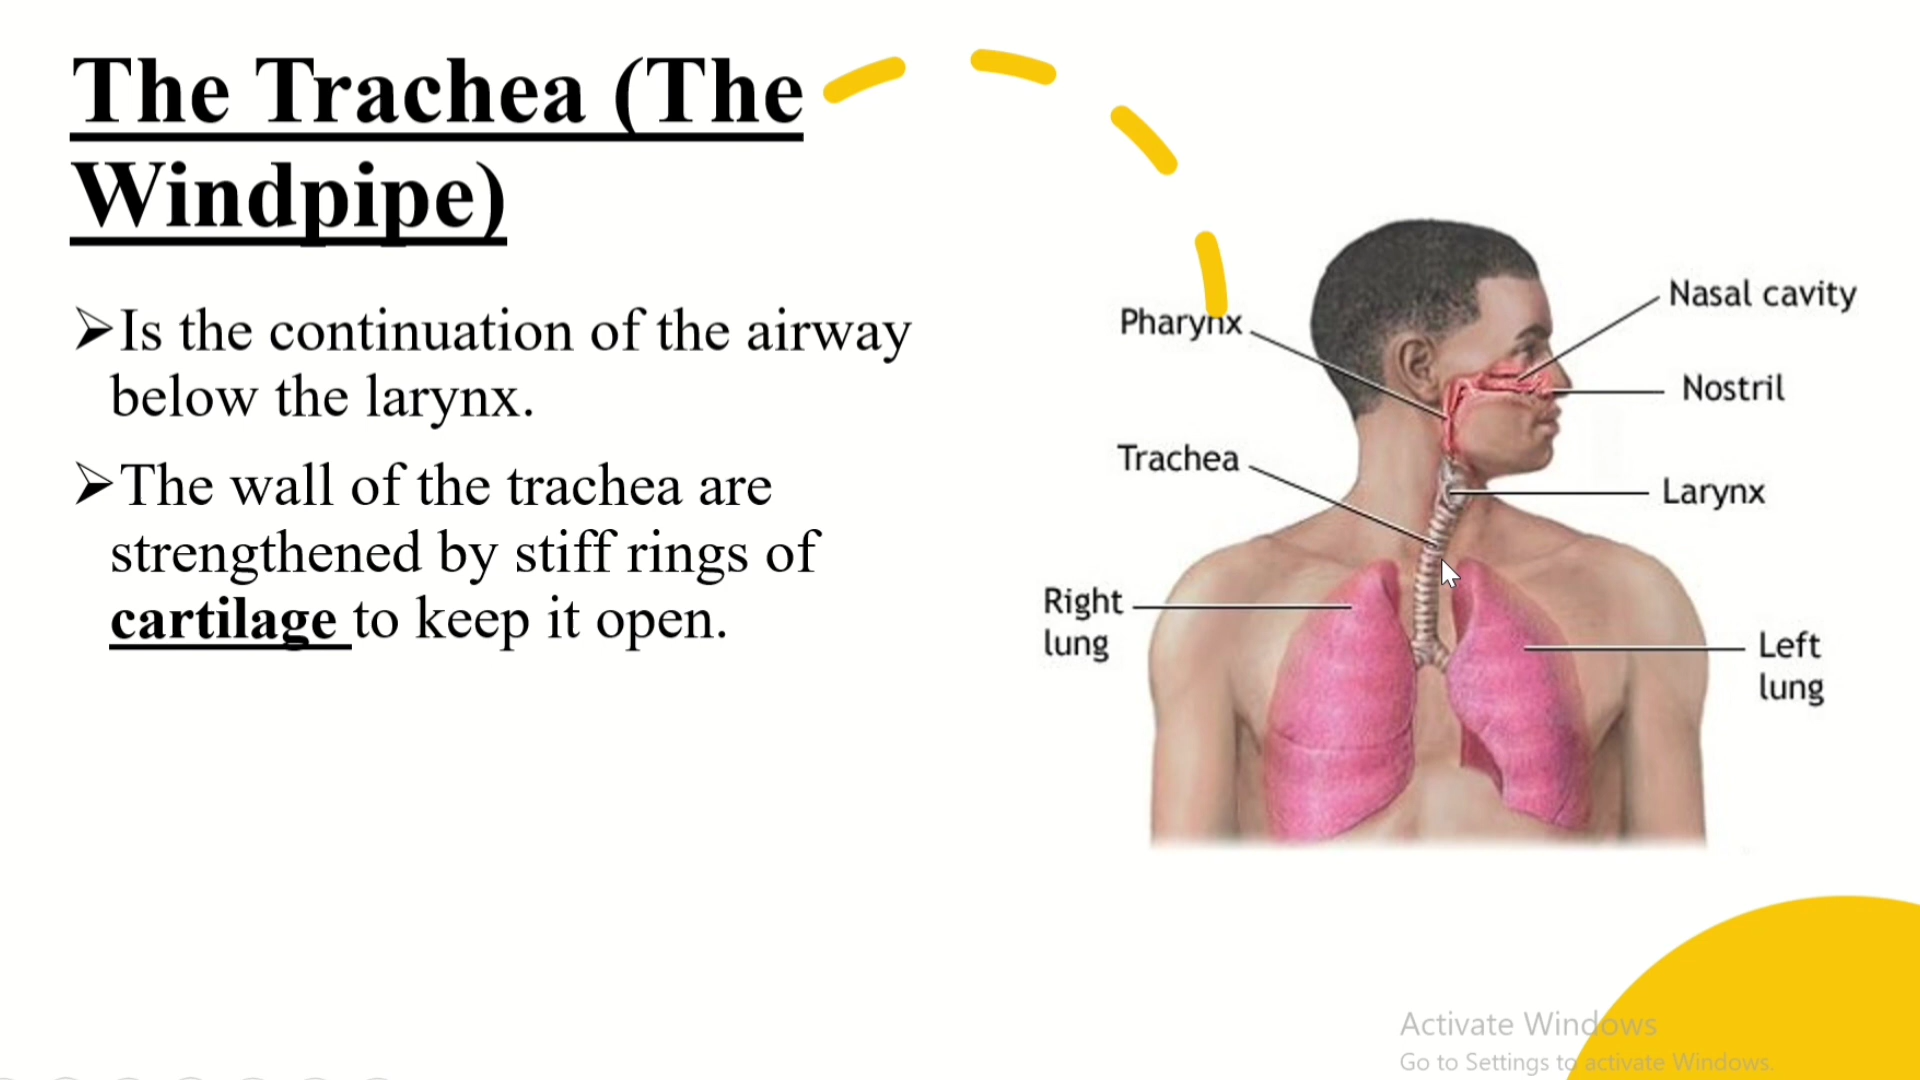 The Trachea (The
Windpipe)
➢Is the continuation of the airway
below the larynx.
➢The wall of the trachea are
strengthened by stiff rings of
cartilage to keep it open.
Nasal cavity
Pharynx
Nostril
Trachea
Larynx
Right
lung
Left
lung
Activate Windows
Go to Settings to activate Windows.